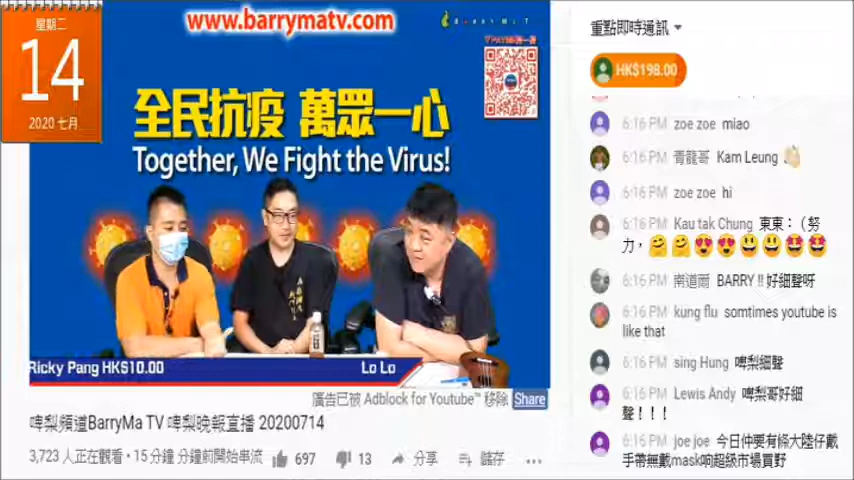 星期二
14
2020 七月
www.barrymatv.com
BARRY MA T V
全民抗疫 萬眾一心
Together, We Fight the Virus!
Ricky Pang HK$10.00
Lo Lo
廣告已被 Adblock for Youtube™ 移除
Share
啤梨頻道BarryMa TV 啤梨晚報直播 20200714
3,723 人正在觀看 • 15 分鐘 分鐘前開始串流
697
13
分享
儲存
重點即時通訊
HK$198.00
6:16 PM zoe zoe miao
6:16 PM 青龍哥 Kam Leung 👏🏻
6:16 PM zoe zoe hi
6:16 PM Kau tak Chung 東東：（努
力，🤗🤗😍😍😃😃🤩🤩
6:16 PM 南道爾 BARRY !! 好細聲呀
6:16 PM kung flu somtimes youtube is
like that
6:16 PM sing Hung 啤梨細聲
6:16 PM Lewis Andy 啤梨哥好細
聲！！！
6:16 PM joe joe 今日仲要有條大陸仔戴
手帶無戴mask响超級市場買野